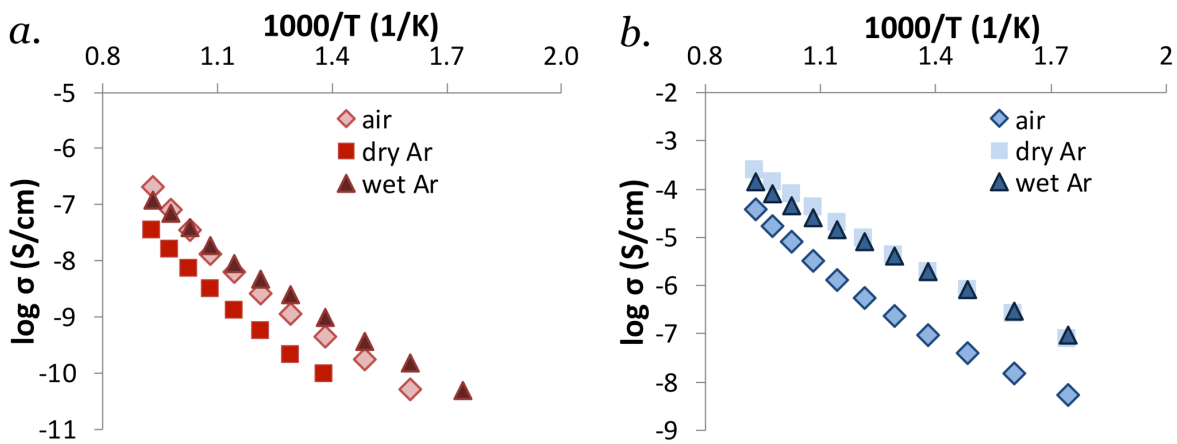 a.
1000/T (1/K)
0.8 1.1 1.4 1.7 2.0
-5
-6
-7
-8
-9
-10
-11
log σ (S/cm)
air
dry Ar
wet Ar
b.
1000/T (1/K)
0.8 1.1 1.4 1.7 2
-2
-3
-4
-5
-6
-7
-8
-9
log σ (S/cm)
air
dry Ar
wet Ar